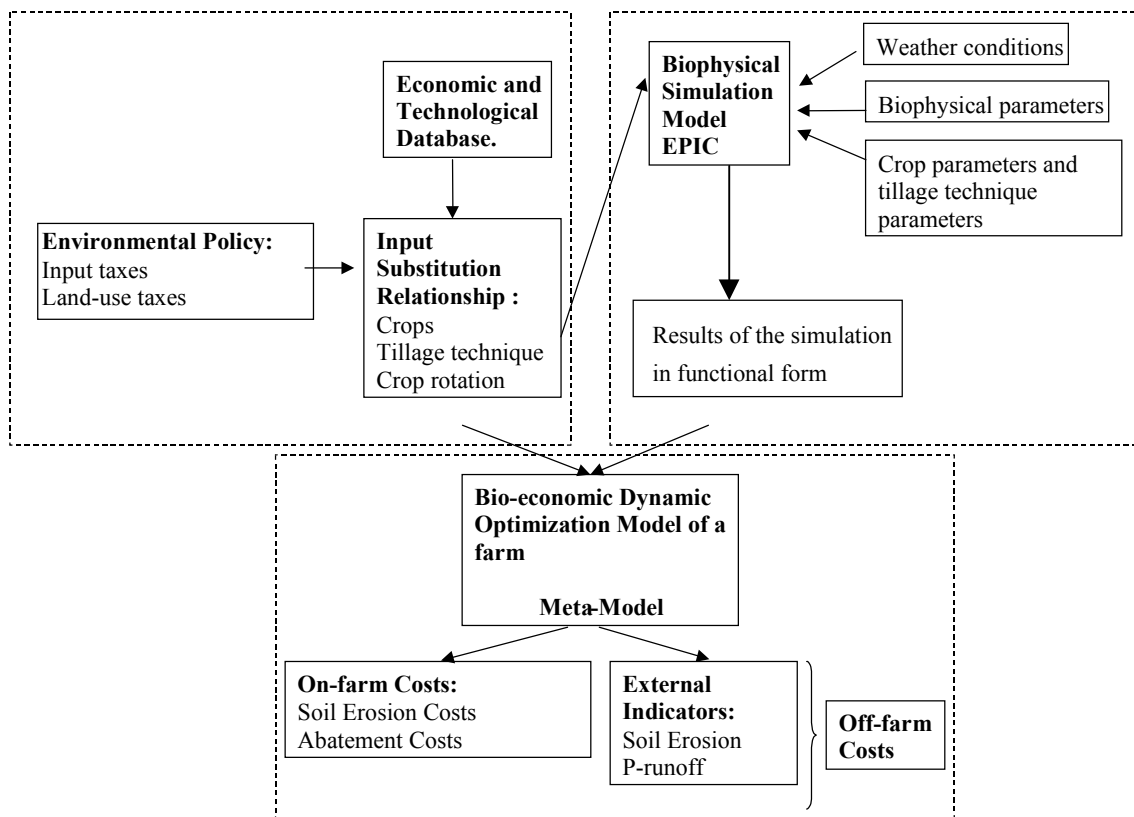 Economic and
Technological
Database.
Environmental Policy:
Input taxes
Land-use taxes
Input
Substitution
Relationship :
Crops
Tillage technique
Crop rotation
Biophysical
Simulation
Model
EPIC
Weather conditions
Biophysical parameters
Crop parameters and
tillage technique
parameters
Results of the simulation
in functional form
Bio-economic Dynamic
Optimization Model of a
farm
Meta-Model
On-farm Costs:
Soil Erosion Costs
Abatement Costs
External
Indicators:
Soil Erosion
P-runoff
Off-farm
Costs